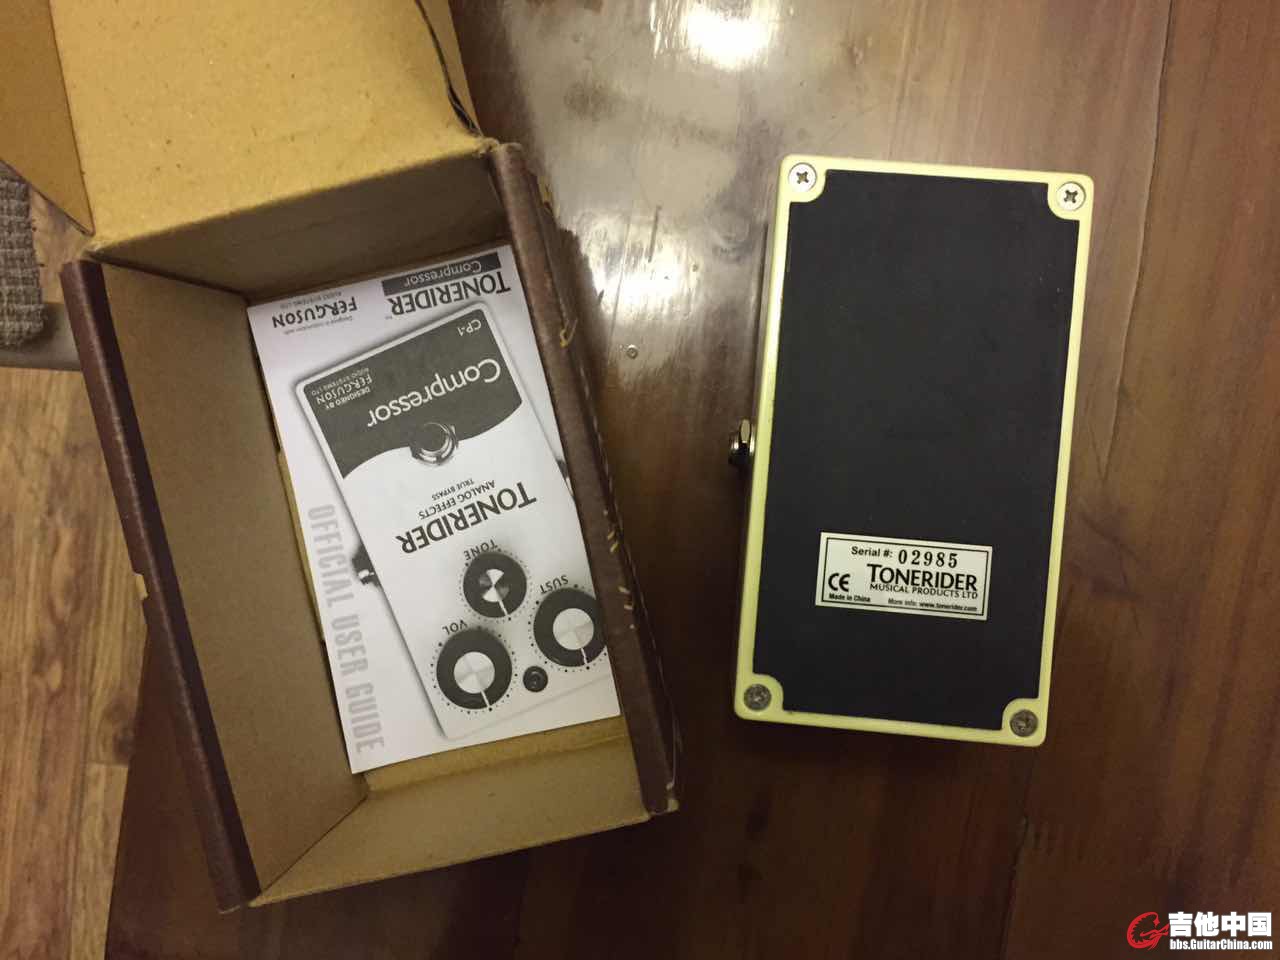 TONERIDER
Compressor
Designed in conjunction with
FERGUSON
AUDIO SYSTEMS LTD
CP-1
Compressor
DESIGNED BY
FERGUSON
AUDIO SYSTEMS LTD
TONERIDER
ANALOG EFFECTS
TRUE BYPASS
TONE
SUST
VOL
OFFICIAL USER GUIDE
Serial #: 02985
CE
TONERIDER
MUSICAL PRODUCTS LTD
Made in China
More info: www.tonerider.com
吉他中国
bbs.GuitarChina.com